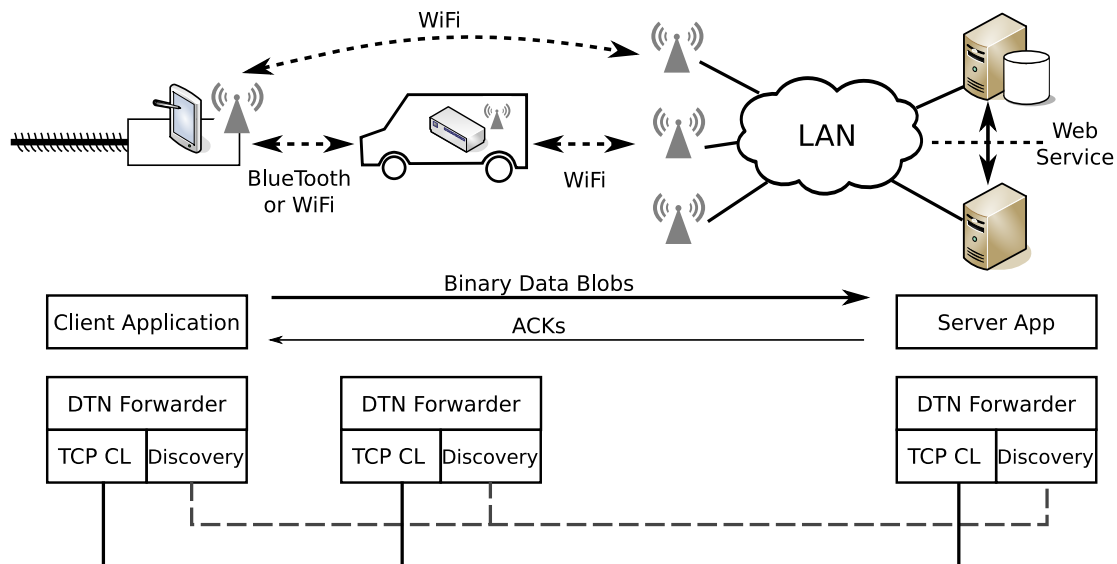 WiFi
LAN
Web
Service
BlueTooth
or WiFi
WiFi
Binary Data Blobs
Client Application
ACKs
Server App
DTN Forwarder
DTN Forwarder
DTN Forwarder
TCP CL
Discovery
TCP CL
Discovery
TCP CL
Discovery